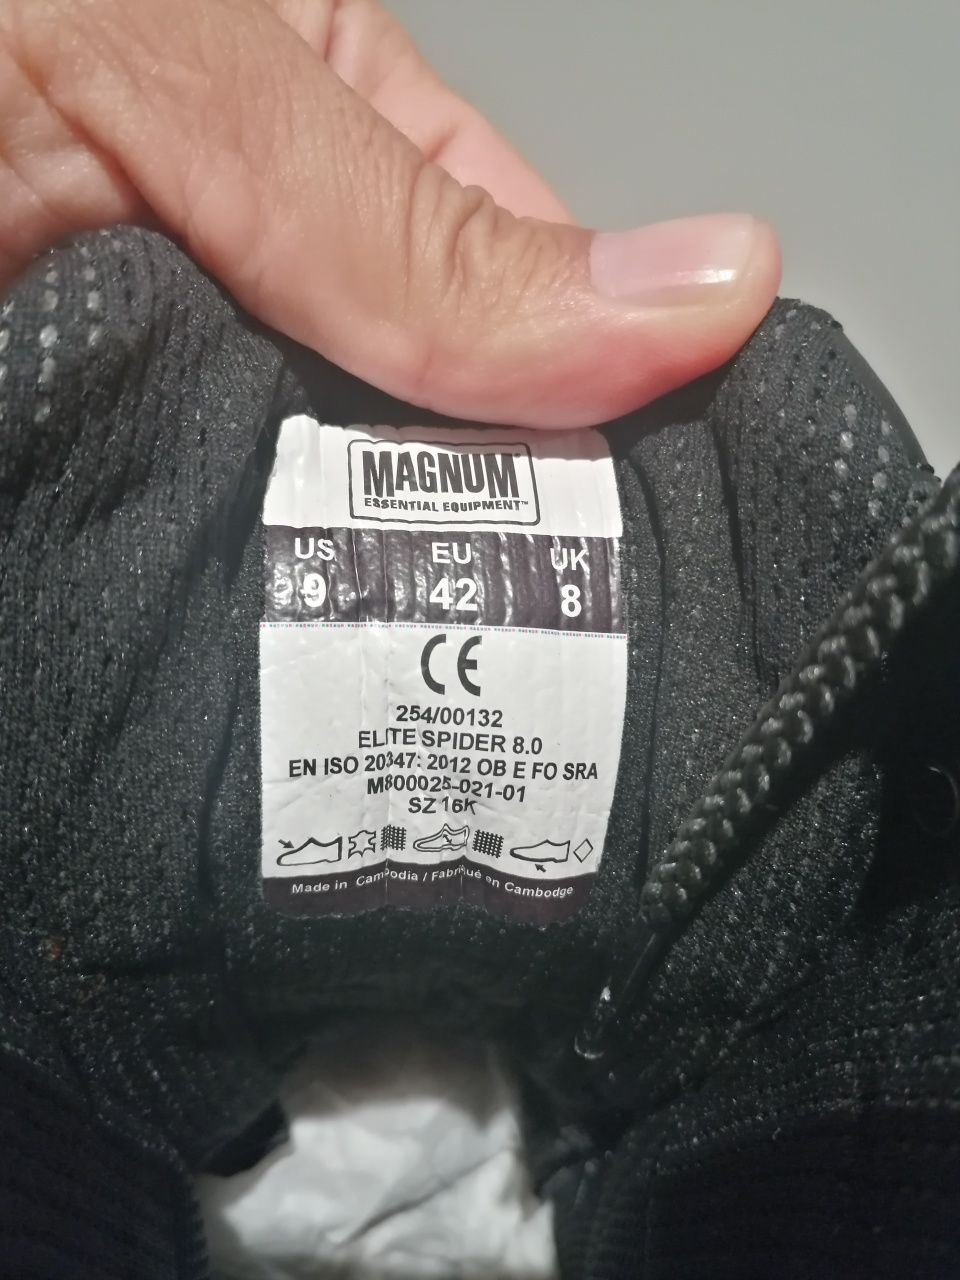 MAGNUM
ESSENTIAL EQUIPMENT™
US EU UK
9 42 8
CE
254/00132
ELITE SPIDER 8.0
EN ISO 20347: 2012 OB E FO SRA
M800025-021-01
SZ 16K
Made in Cambodia / Fabriqué en Cambodge